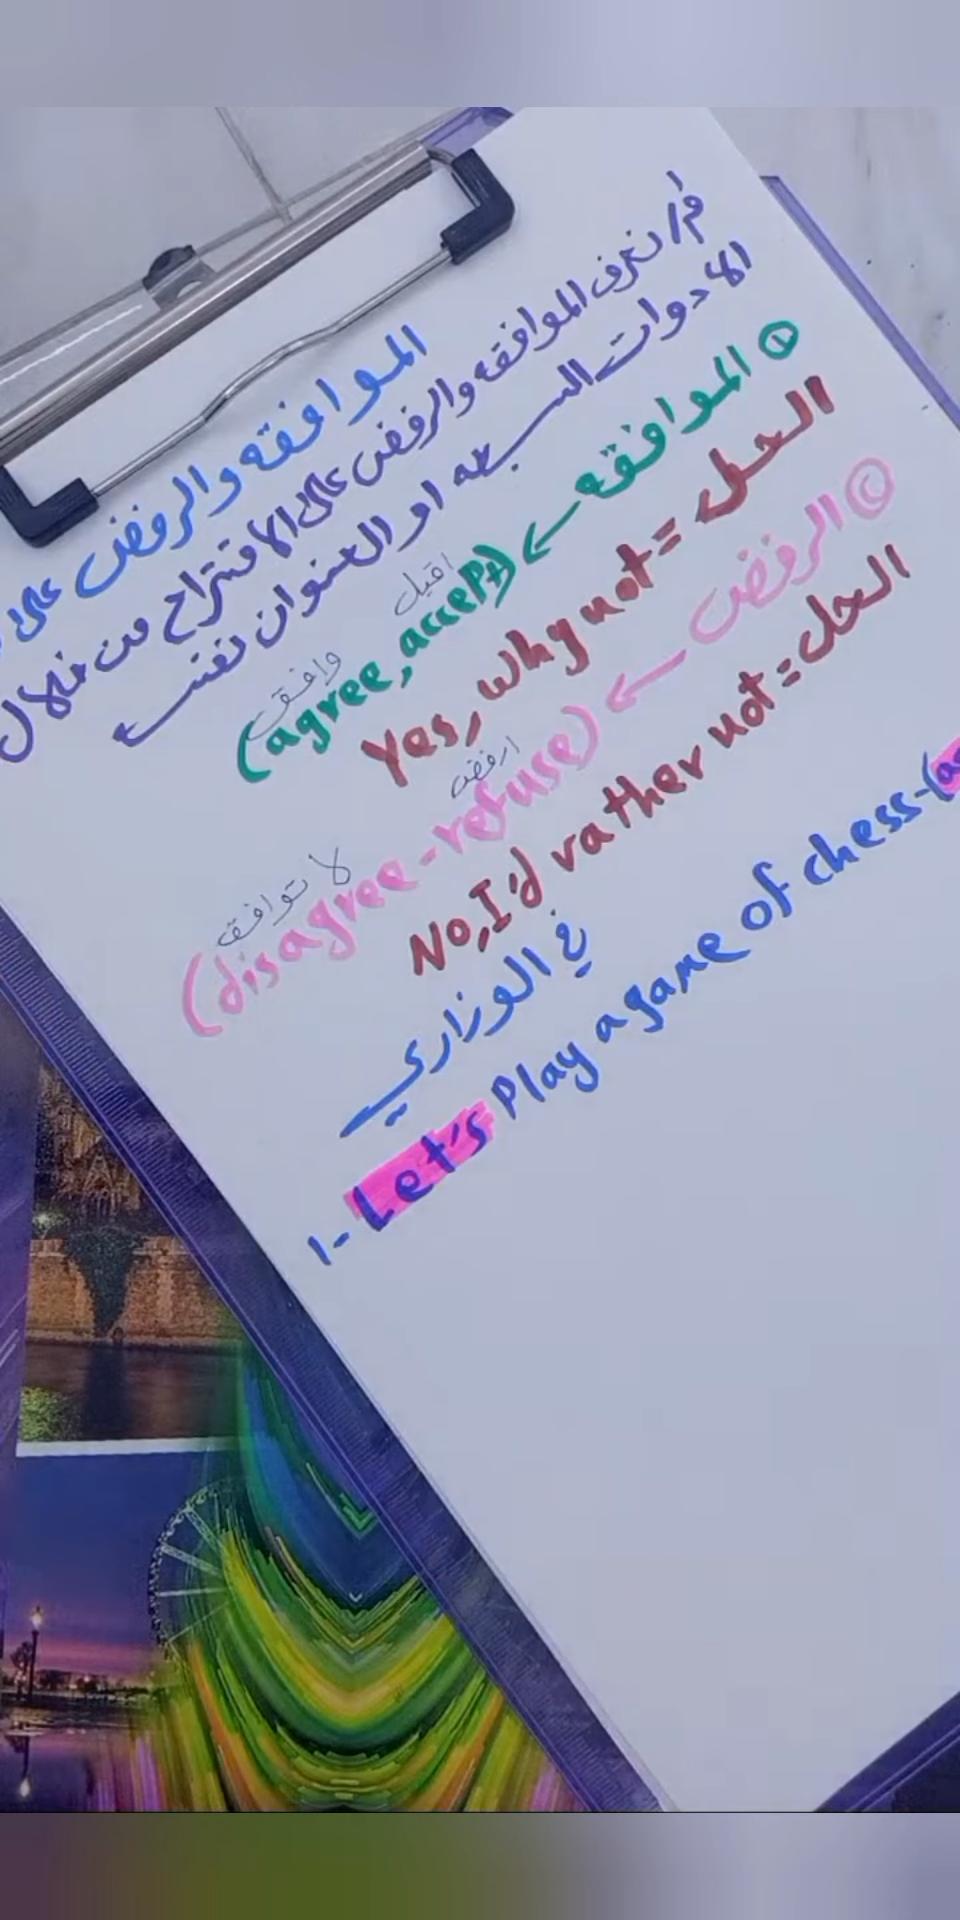 الموافقه والرفض على
م/ نعرف الموافقه والرفض على الاقتراح من خلال
الادوات السبعه او العنوان نفسه
① الموافقه ← (agree, accept)
وافق
اقبل
الحل = Yes, why not
② الرفض ← (disagree - refuse)
لا توافق
ارفض
الحل = No, I'd rather not
في الوزاري
1- Let's Play a game of chess-